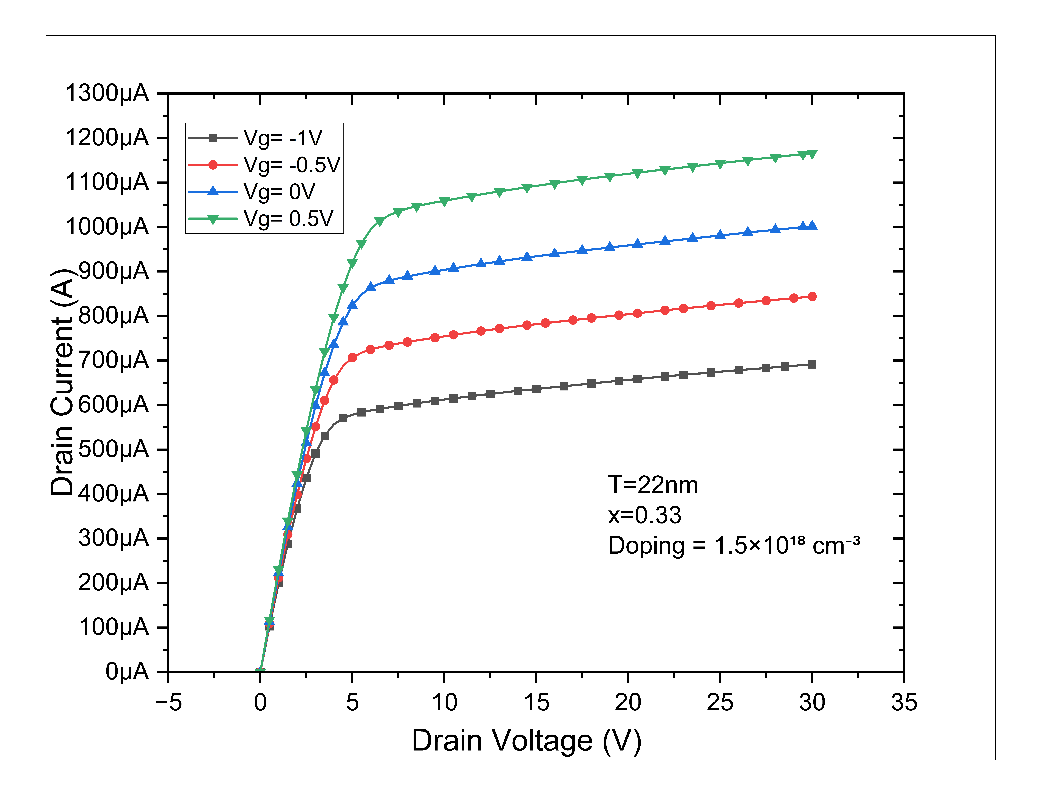 1300µA
1200µA
1100µA
1000µA
900µA
800µA
700µA
600µA
500µA
400µA
300µA
200µA
100µA
0µA
Drain Current (A)
Vg= -1V
Vg= -0.5V
Vg= 0V
Vg= 0.5V
T=22nm
x=0.33
Doping = 1.5×10¹⁸ cm⁻³
−5 0 5 10 15 20 25 30 35
Drain Voltage (V)